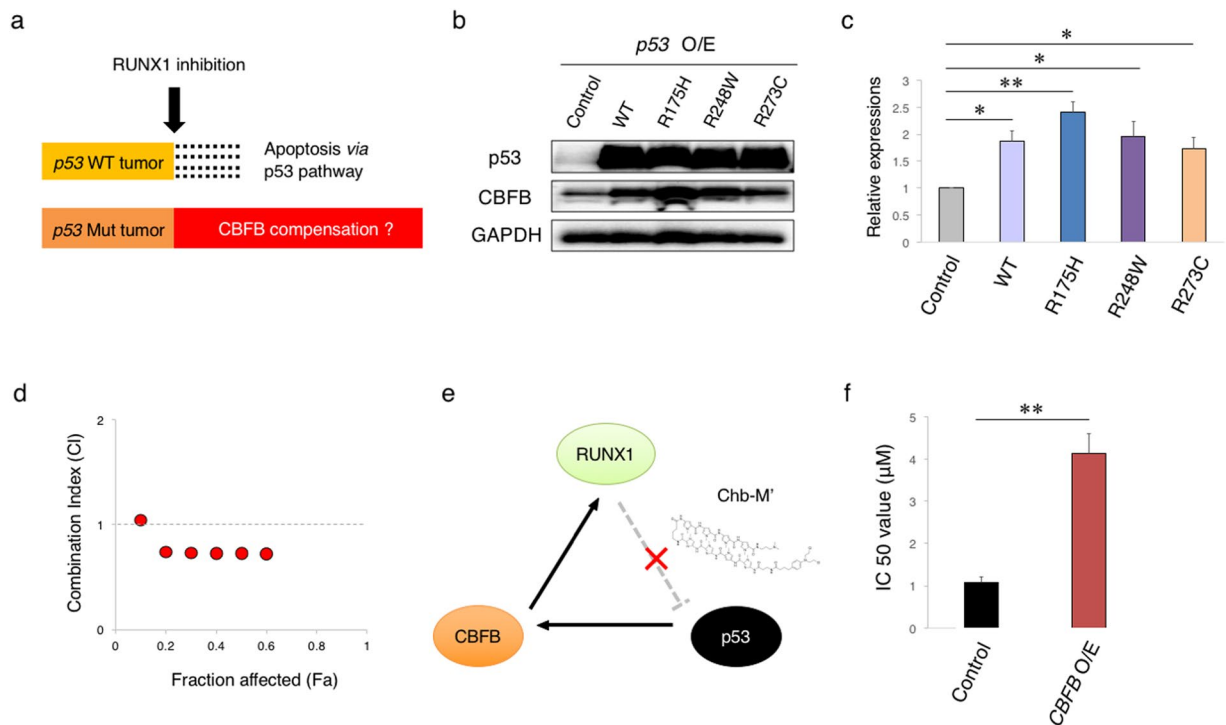 a
RUNX1 inhibition
p53 WT tumor
Apoptosis via
p53 pathway
p53 Mut tumor
CBFB compensation ?
b
p53 O/E
Control
WT
R175H
R248W
R273C
p53
CBFB
GAPDH
c
*
*
**
*
Relative expressions
3
2.5
2
1.5
1
0.5
0
Control
WT
R175H
R248W
R273C
d
Combination Index (CI)
2
1
0
0 0.2 0.4 0.6 0.8 1
Fraction affected (Fa)
e
RUNX1
Chb-M'
CBFB
p53
f
**
IC 50 value (µM)
5
4
3
2
1
0
Control
CBFB O/E